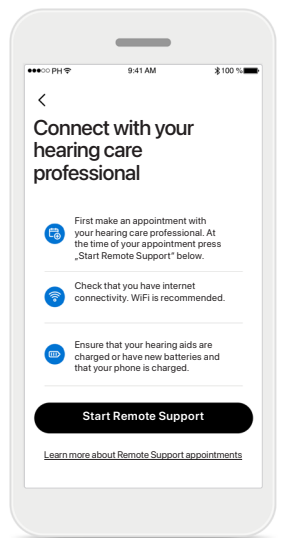 PH 9:41 AM 100 %
Connect with your
hearing care
professional
First make an appointment with
your hearing care professional. At
the time of your appointment press
„Start Remote Support“ below.
Check that you have internet
connectivity. WiFi is recommended.
Ensure that your hearing aids are
charged or have new batteries and
that your phone is charged.
Start Remote Support
Learn more about Remote Support appointments